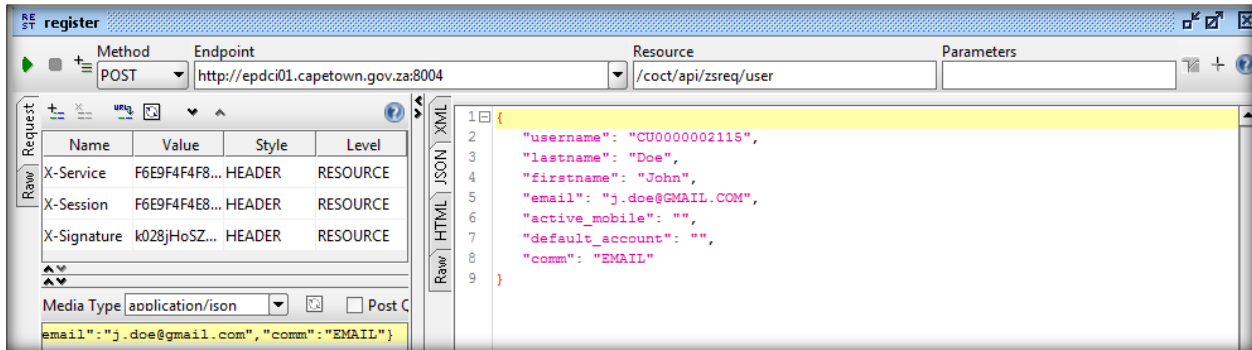 RE ST register
Method Endpoint Resource Parameters
POST http://epdci01.capetown.gov.za:8004 /coct/api/zsreq/user
Request
Raw
Name Value Style Level
X-Service F6E9F4F4F8... HEADER RESOURCE
X-Session F6E9F4F4E8... HEADER RESOURCE
X-Signature k028jHoSZ... HEADER RESOURCE
Media Type application/json Post Q
email":"j.doe@gmail.com","comm":"EMAIL"}
XML
JSON
HTML
Raw
1 {
2 "username": "CU0000002115",
3 "lastname": "Doe",
4 "firstname": "John",
5 "email": "j.doe@GMAIL.COM",
6 "active_mobile": "",
7 "default_account": "",
8 "comm": "EMAIL"
9 }